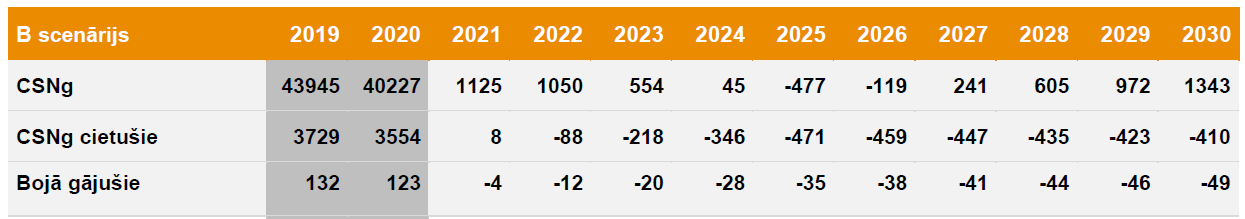 B scenārijs 2019 2020 2021 2022 2023 2024 2025 2026 2027 2028 2029 2030
CSNg 43945 40227 1125 1050 554 45 -477 -119 241 605 972 1343
CSNg cietušie 3729 3554 8 -88 -218 -346 -471 -459 -447 -435 -423 -410
Bojā gājušie 132 123 -4 -12 -20 -28 -35 -38 -41 -44 -46 -49